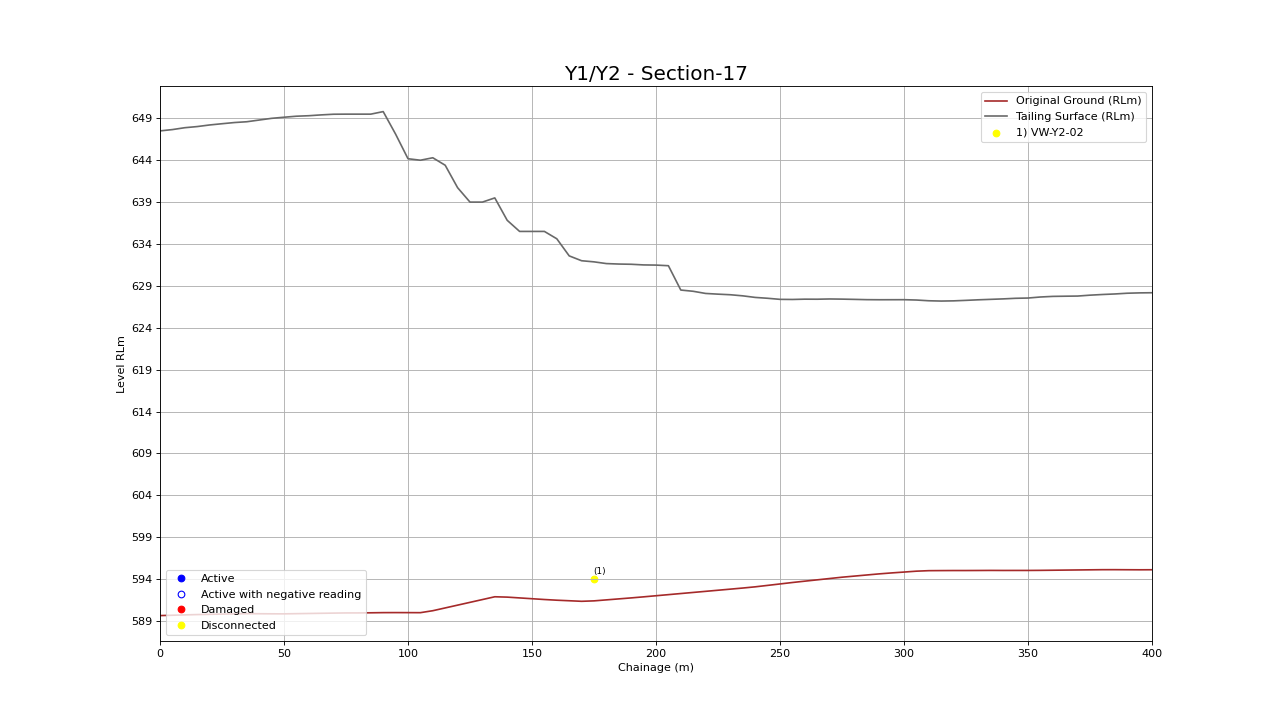 Y1/Y2 - Section-17
Original Ground (RLm)
Tailing Surface (RLm)
1) VW-Y2-02
Level RLm
649
644
639
634
629
624
619
614
609
604
599
594
589
(1)
Active
Active with negative reading
Damaged
Disconnected
0 50 100 150 200 250 300 350 400
Chainage (m)